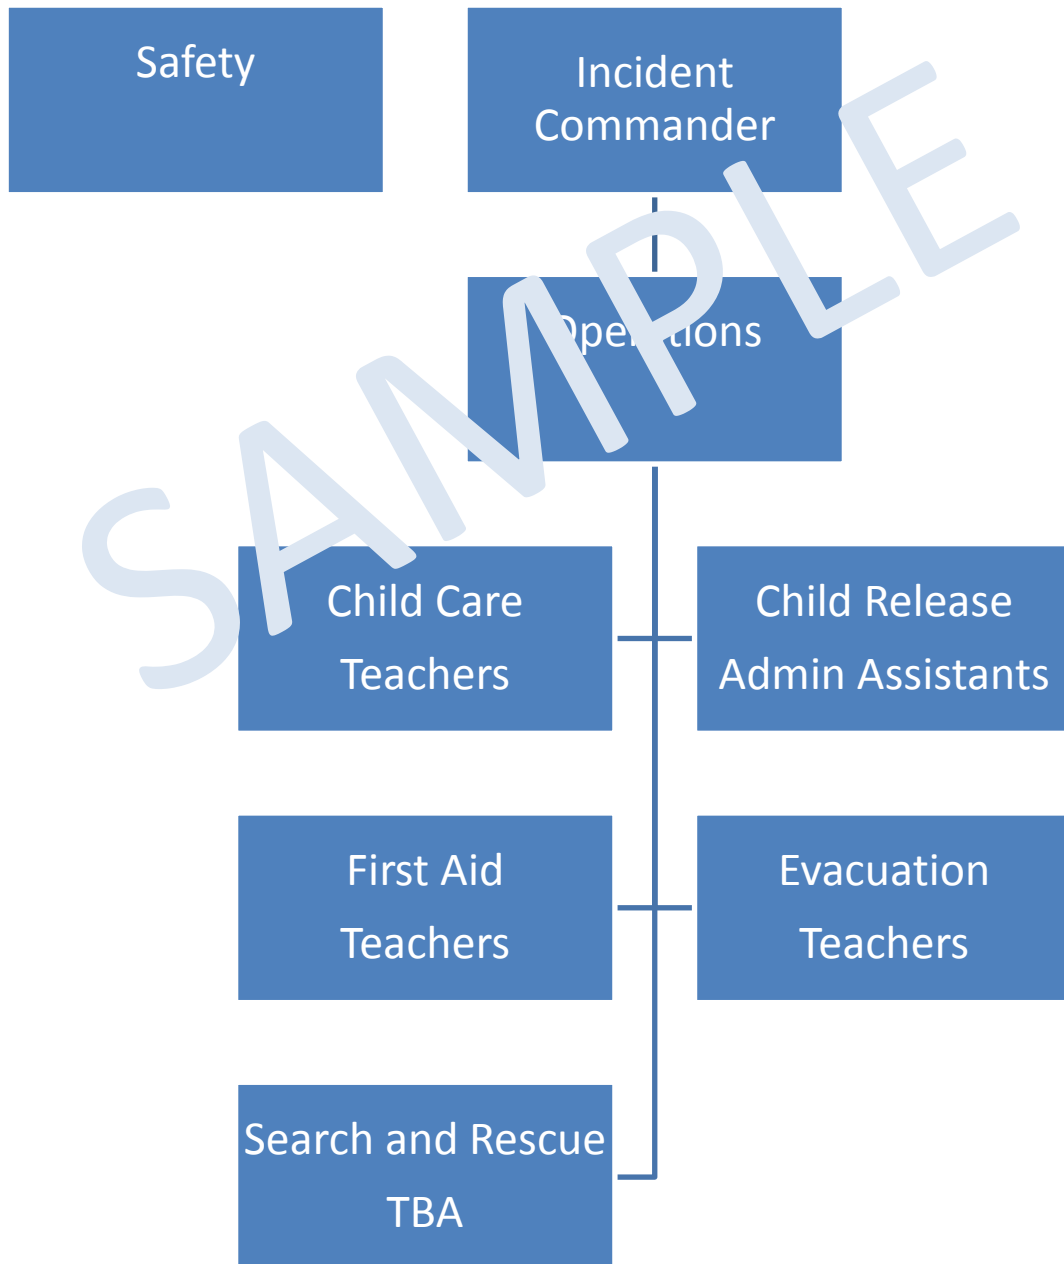 Safety
Incident
Commander
Operations
SAMPLE
Child Care
Teachers
Child Release
Admin Assistants
First Aid
Teachers
Evacuation
Teachers
Search and Rescue
TBA